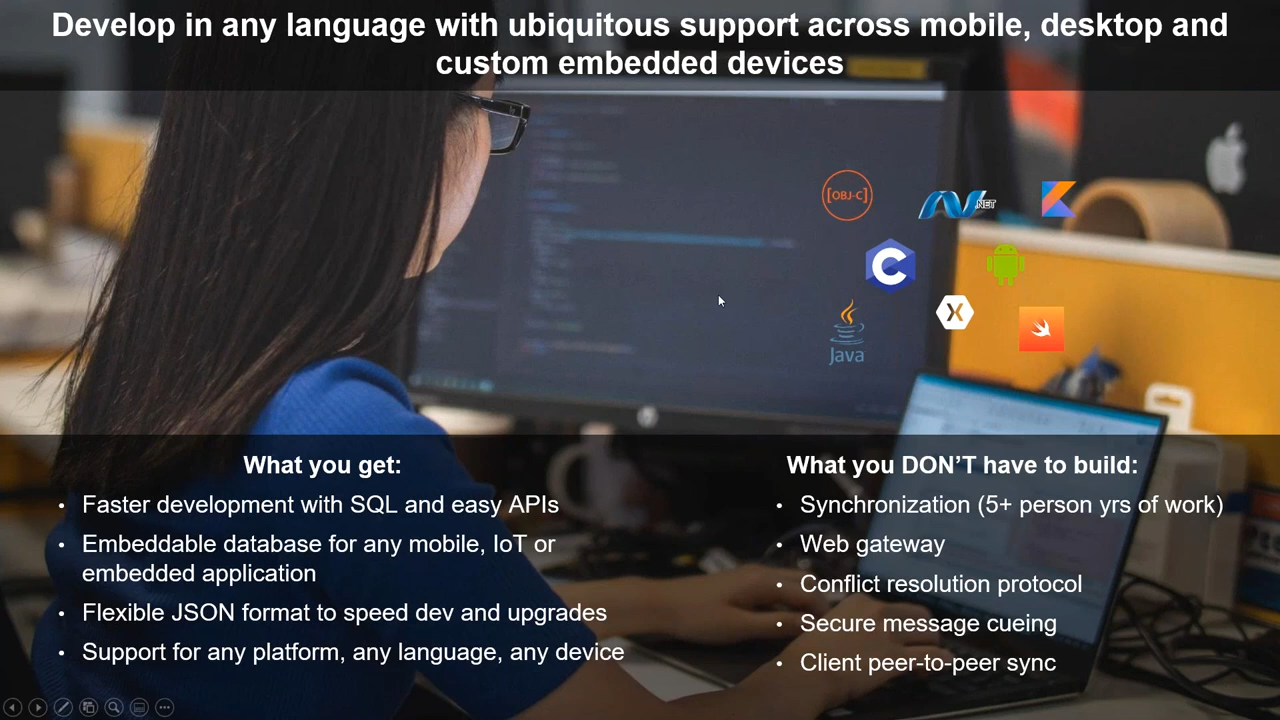 Develop in any language with ubiquitous support across mobile, desktop and
custom embedded devices
[OBJ-C]
.NET
C
X
Java
What you get:
• Faster development with SQL and easy APIs
• Embeddable database for any mobile, IoT or
embedded application
• Flexible JSON format to speed dev and upgrades
• Support for any platform, any language, any device
What you DON’T have to build:
• Synchronization (5+ person yrs of work)
• Web gateway
• Conflict resolution protocol
• Secure message cueing
• Client peer-to-peer sync